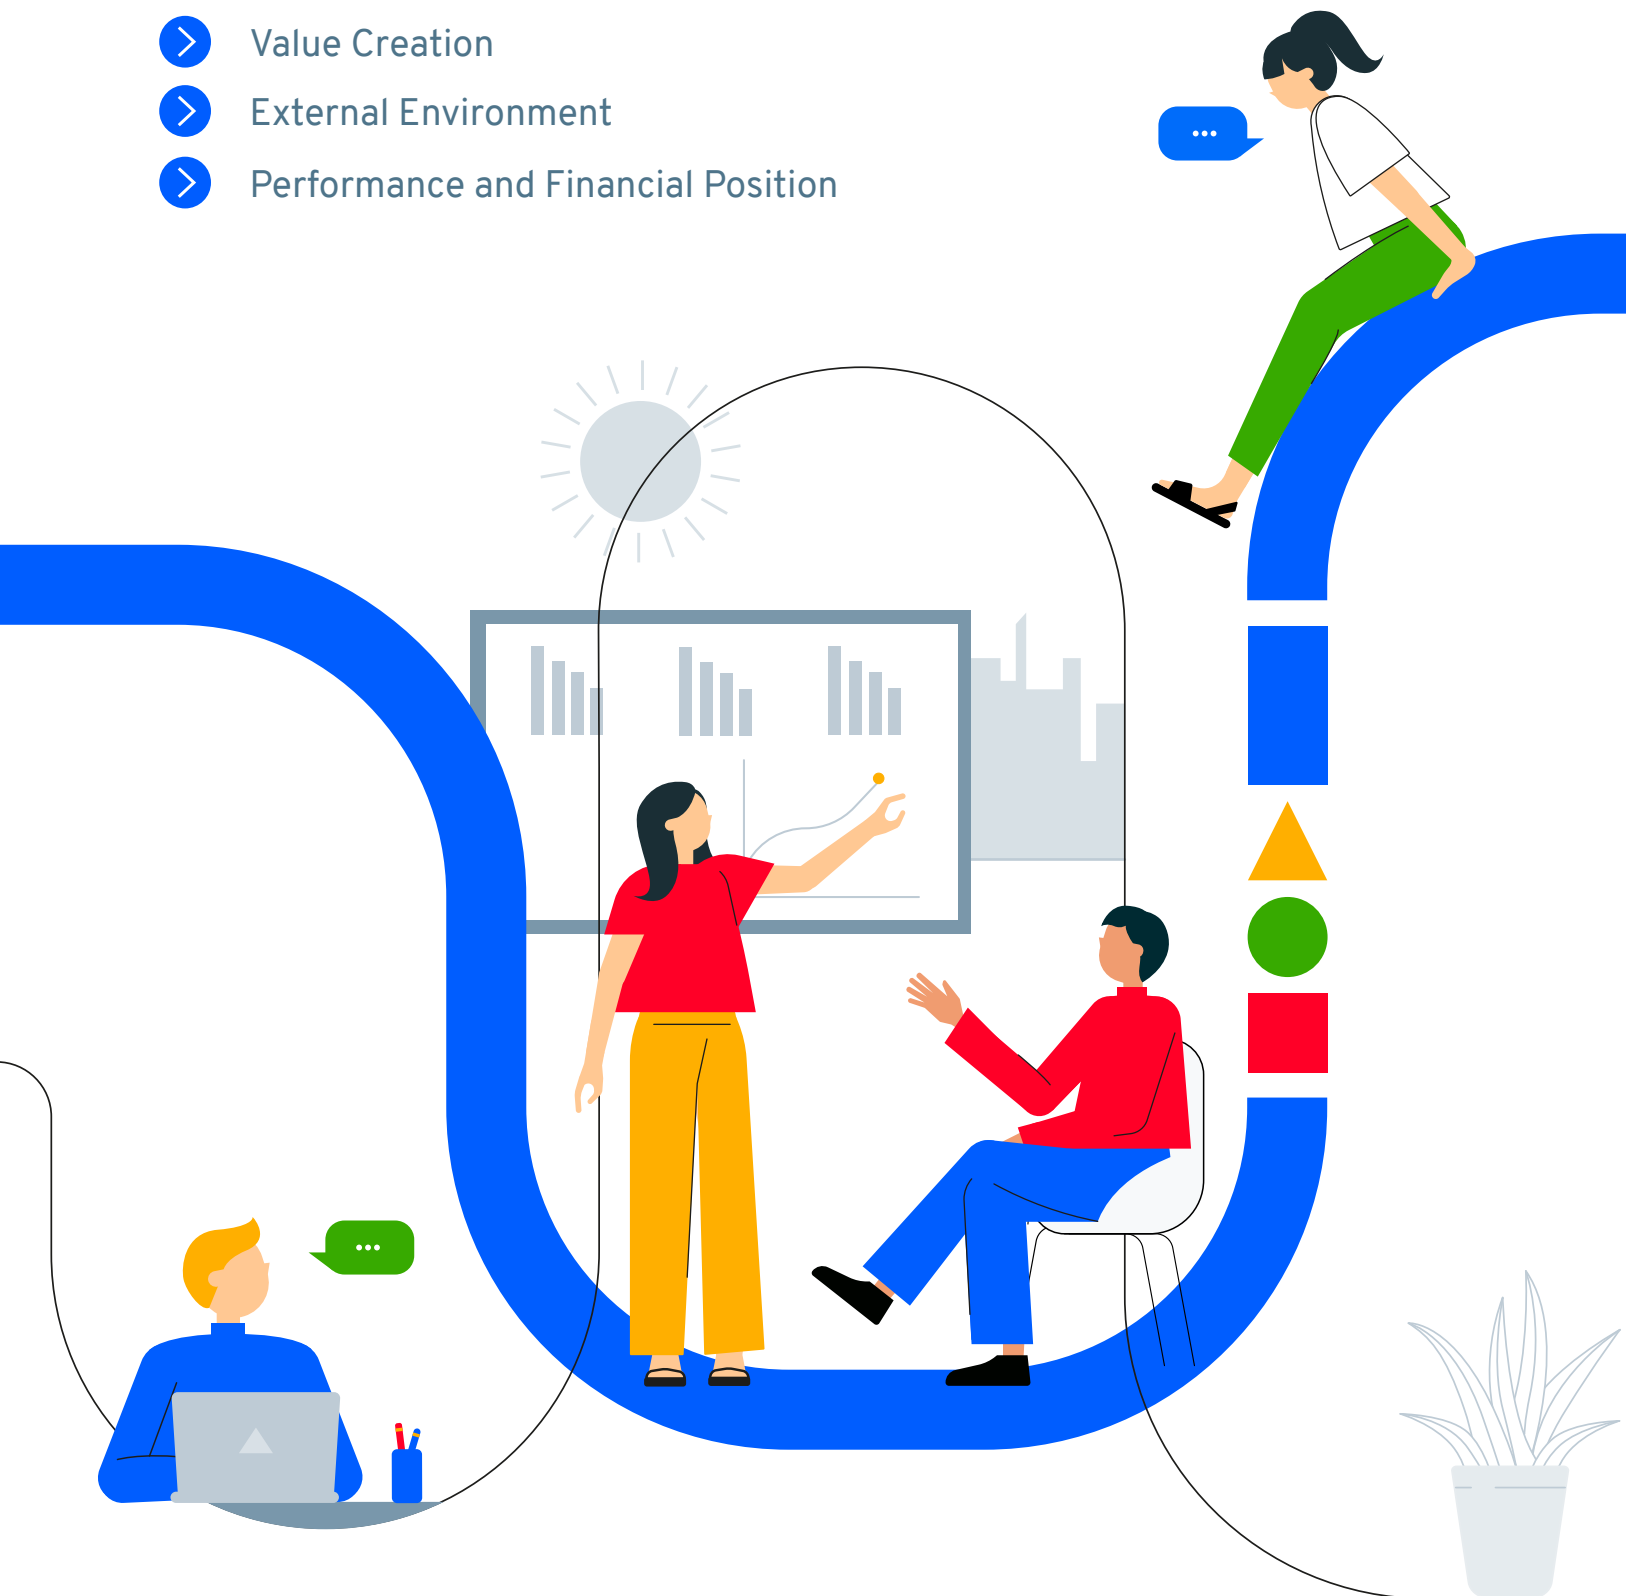 Value Creation
External Environment
Performance and Financial Position